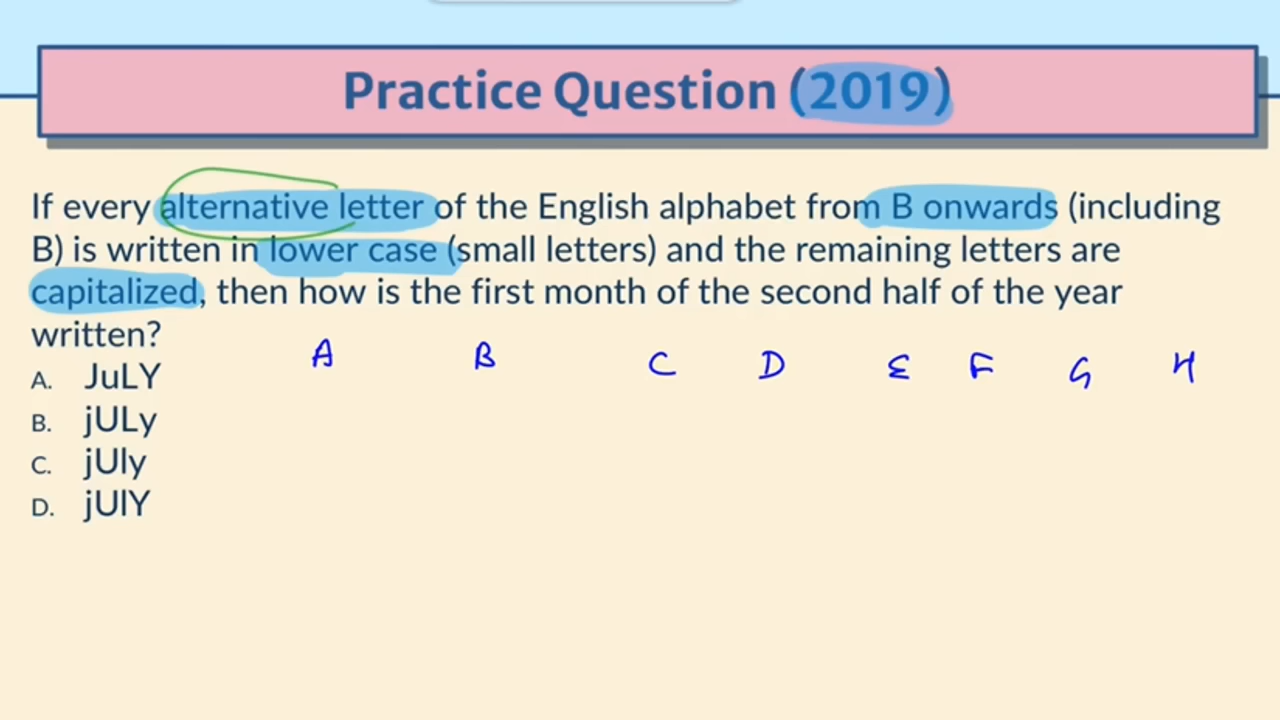 Practice Question (2019)
If every alternative letter of the English alphabet from B onwards (including
B) is written in lower case (small letters) and the remaining letters are
capitalized, then how is the first month of the second half of the year
written?
A B C D E F G H
A. JuLY
B. jULy
C. jUly
D. jUlY